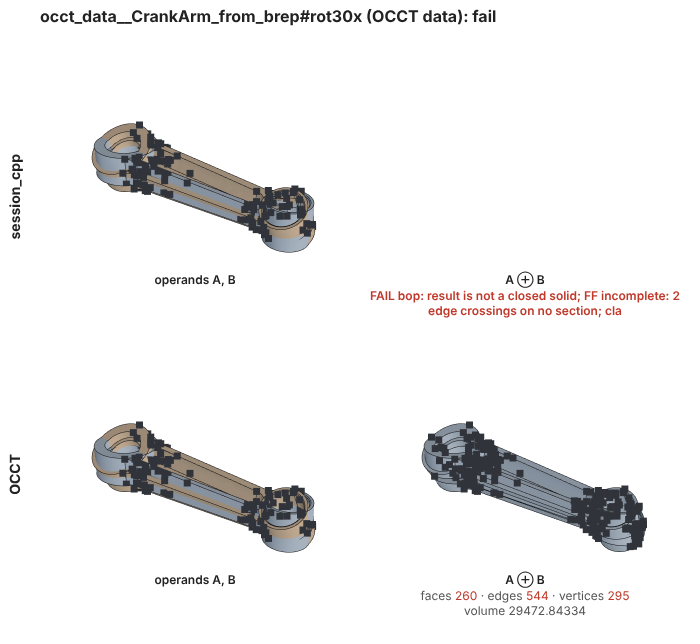 occt_data__CrankArm_from_brep#rot30x (OCCT data): fail
session_cpp
operands A, B
A ⊕ B
FAIL bop: result is not a closed solid; FF incomplete: 2
edge crossings on no section; cla
OCCT
operands A, B
A ⊕ B
faces 260 · edges 544 · vertices 295
volume 29472.84334